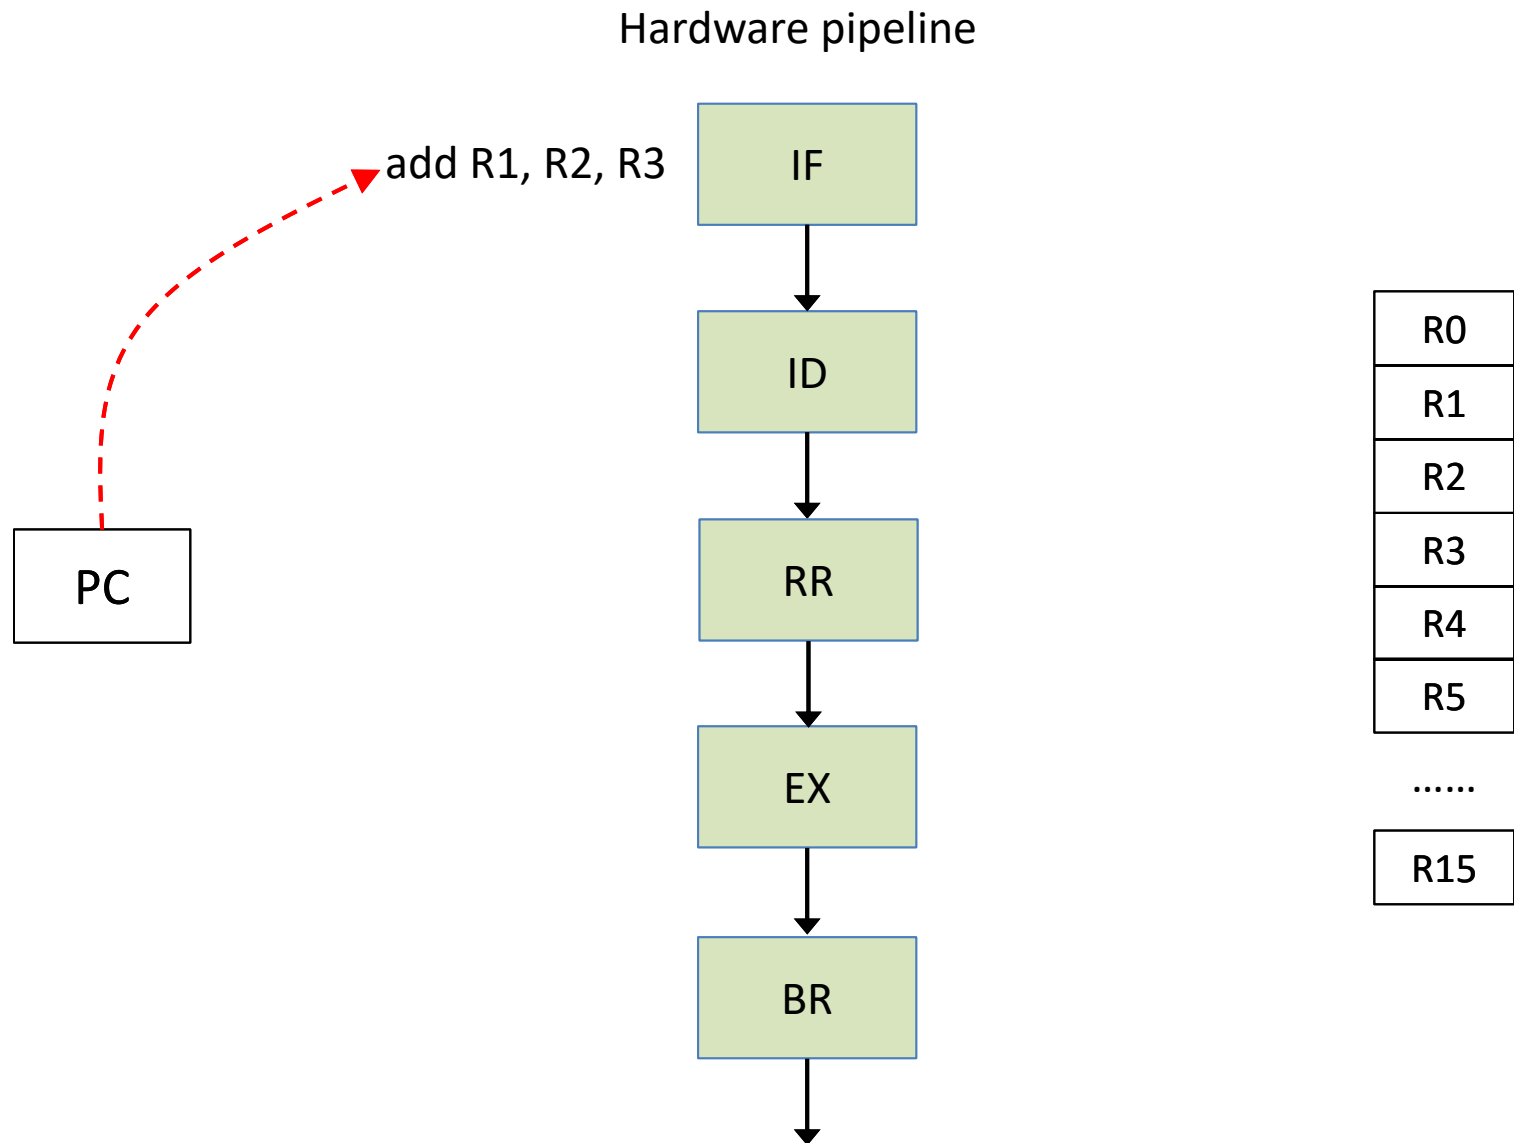 Hardware pipeline
add R1, R2, R3
IF
ID
RR
EX
BR
PC
R0
R1
R2
R3
R4
R5
......
R15